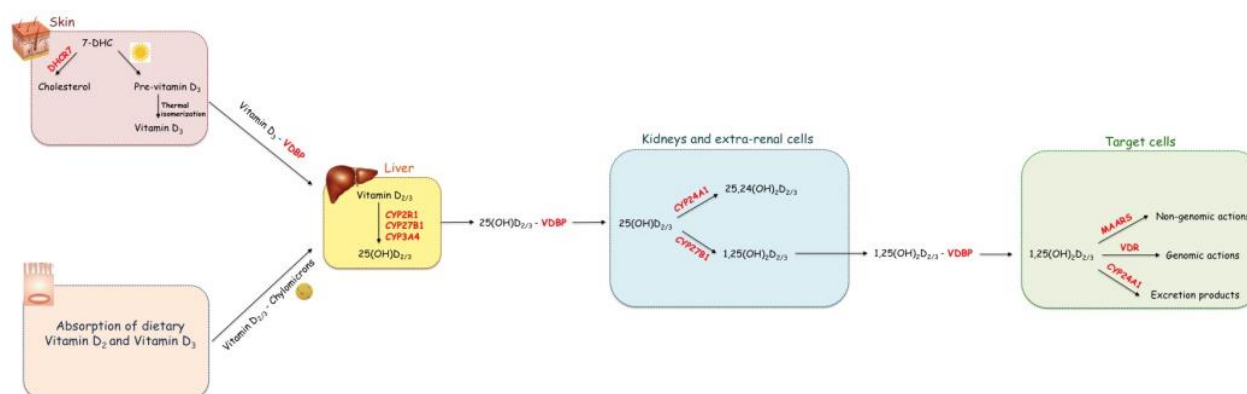 Skin
7-DHC
DHCR7
Cholesterol
Pre-vitamin D₃
Thermal
isomerization
Vitamin D₃
Vitamin D₃ - VDBP
Absorption of dietary
Vitamin D₂ and Vitamin D₃
Vitamin D₂/₃ - Chylomicrons
Liver
Vitamin D₂/₃
CYP2R1
CYP27B1
CYP3A4
25(OH)D₂/₃
25(OH)D₂/₃ - VDBP
Kidneys and extra-renal cells
25(OH)D₂/₃
CYP24A1
25,24(OH)₂D₂/₃
CYP27B1
1,25(OH)₂D₂/₃
1,25(OH)₂D₂/₃ - VDBP
Target cells
1,25(OH)₂D₂/₃
MAARS
Non-genomic actions
VDR
Genomic actions
CYP24A1
Excretion products